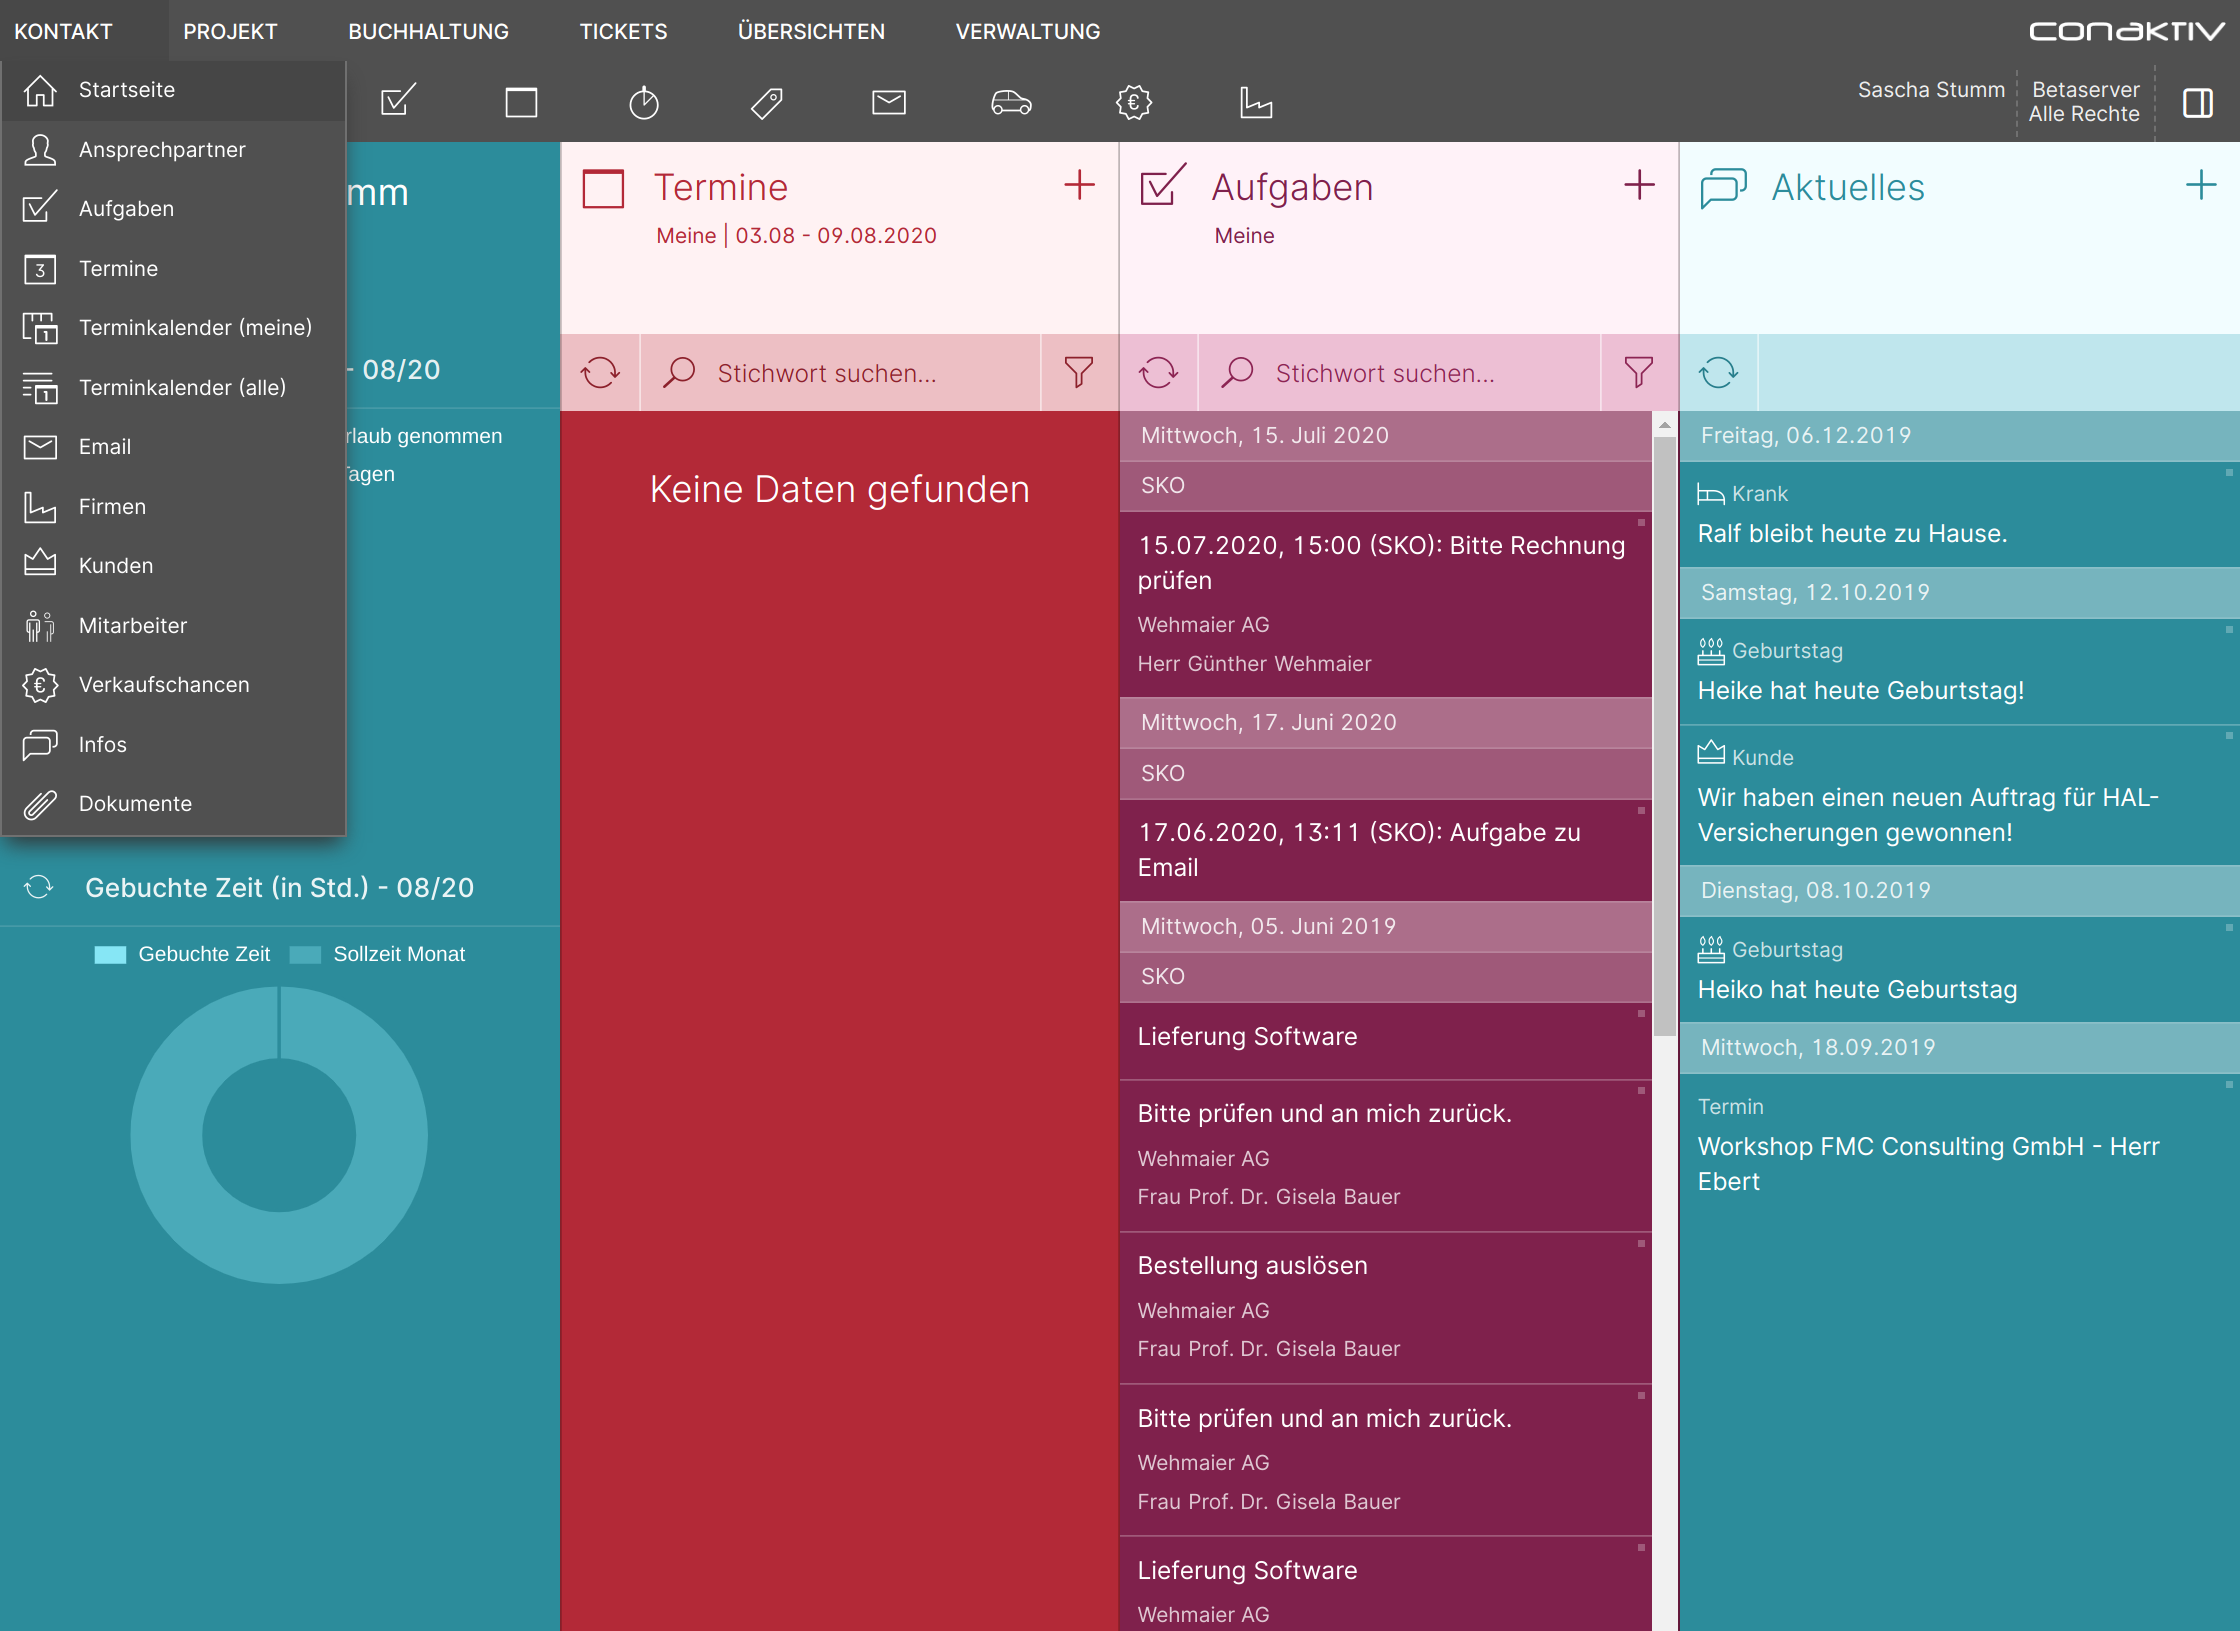 KONTAKT PROJEKT BUCHHALTUNG TICKETS ÜBERSICHTEN VERWALTUNG
conaktiv
Sascha Stumm
Betaserver
Alle Rechte
Startseite
Ansprechpartner
Aufgaben
3 Termine
1 Terminkalender (meine)
1 Terminkalender (alle)
Email
Firmen
Kunden
Mitarbeiter
€ Verkaufschancen
Infos
Dokumente
mm
- 08/20
rlaub genommen
Tagen
Gebuchte Zeit (in Std.) - 08/20
Gebuchte Zeit Sollzeit Monat
Termine
Meine | 03.08 - 09.08.2020
Stichwort suchen...
Keine Daten gefunden
Aufgaben
Meine
Stichwort suchen...
Mittwoch, 15. Juli 2020
SKO
15.07.2020, 15:00 (SKO): Bitte Rechnung
prüfen
Wehmaier AG
Herr Günther Wehmaier
Mittwoch, 17. Juni 2020
SKO
17.06.2020, 13:11 (SKO): Aufgabe zu
Email
Mittwoch, 05. Juni 2019
SKO
Lieferung Software
Bitte prüfen und an mich zurück.
Wehmaier AG
Frau Prof. Dr. Gisela Bauer
Bestellung auslösen
Wehmaier AG
Frau Prof. Dr. Gisela Bauer
Bitte prüfen und an mich zurück.
Wehmaier AG
Frau Prof. Dr. Gisela Bauer
Lieferung Software
Wehmaier AG
Aktuelles
Freitag, 06.12.2019
Krank
Ralf bleibt heute zu Hause.
Samstag, 12.10.2019
Geburtstag
Heike hat heute Geburtstag!
Kunde
Wir haben einen neuen Auftrag für HAL-
Versicherungen gewonnen!
Dienstag, 08.10.2019
Geburtstag
Heiko hat heute Geburtstag
Mittwoch, 18.09.2019
Termin
Workshop FMC Consulting GmbH - Herr
Ebert